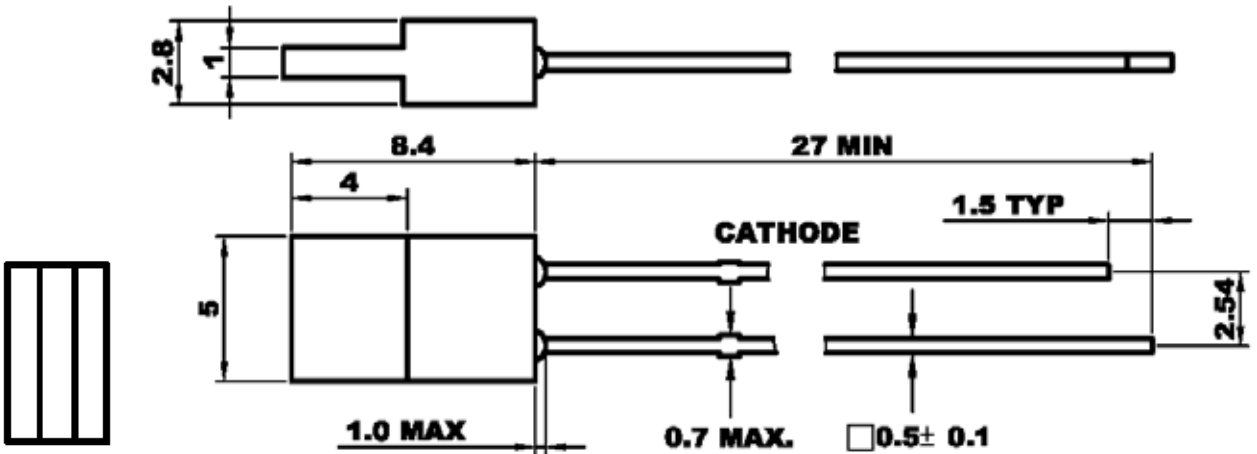 2.8
1
8.4
27 MIN
4
1.5 TYP
CATHODE
5
2.54
1.0 MAX
0.7 MAX.
□0.5± 0.1